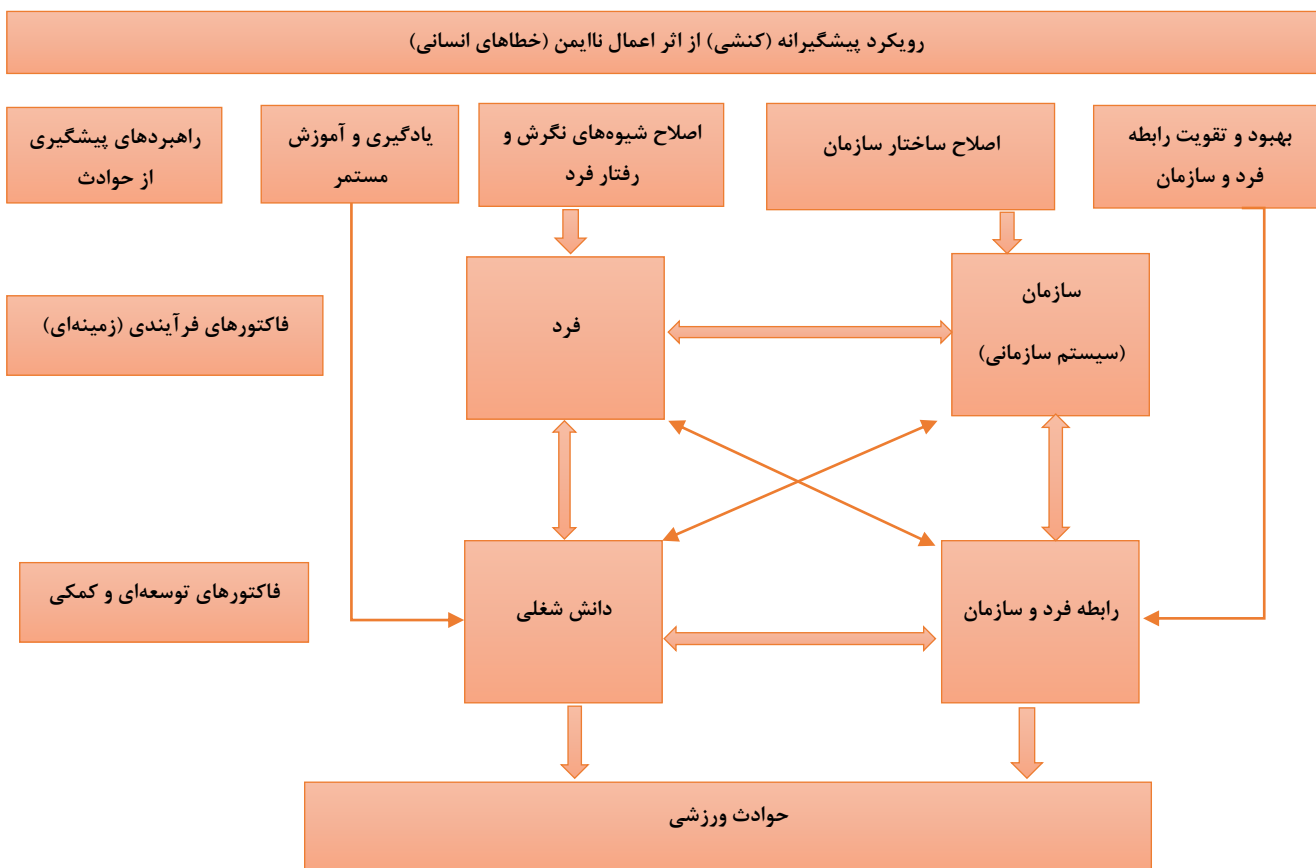 رویکرد پیشگیرانه (کنشی) از اثر اعمال ناایمن (خطاهای انسانی)
بهبود و تقویت رابطه
فرد و سازمان
اصلاح ساختار سازمان
اصلاح شیوه‌های نگرش و
رفتار فرد
یادگیری و آموزش
مستمر
راهبردهای پیشگیری
از حوادث
سازمان
(سیستم سازمانی)
فرد
فاکتورهای فرآیندی (زمینه‌ای)
رابطه فرد و سازمان
دانش شغلی
فاکتورهای توسعه‌ای و کمکی
حوادث ورزشی